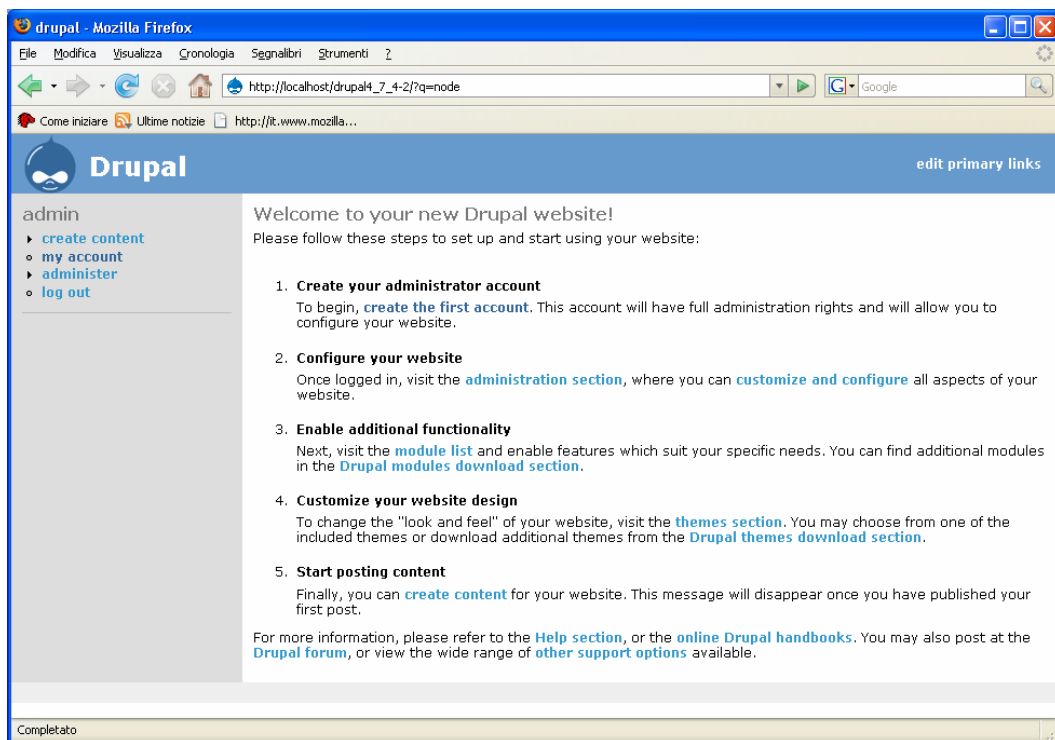 drupal - Mozilla Firefox
File Modifica Visualizza Cronologia Segnalibri Strumenti ?
http://localhost/drupal4_7_4-2/?q=node
G Google
Come iniziare Ultime notizie http://it.www.mozilla...
Drupal
edit primary links
admin
create content
my account
administer
log out
Welcome to your new Drupal website!
Please follow these steps to set up and start using your website:
1. Create your administrator account
To begin, create the first account. This account will have full administration rights and will allow you to
configure your website.
2. Configure your website
Once logged in, visit the administration section, where you can customize and configure all aspects of your
website.
3. Enable additional functionality
Next, visit the module list and enable features which suit your specific needs. You can find additional modules
in the Drupal modules download section.
4. Customize your website design
To change the "look and feel" of your website, visit the themes section. You may choose from one of the
included themes or download additional themes from the Drupal themes download section.
5. Start posting content
Finally, you can create content for your website. This message will disappear once you have published your
first post.
For more information, please refer to the Help section, or the online Drupal handbooks. You may also post at the
Drupal forum, or view the wide range of other support options available.
Completato